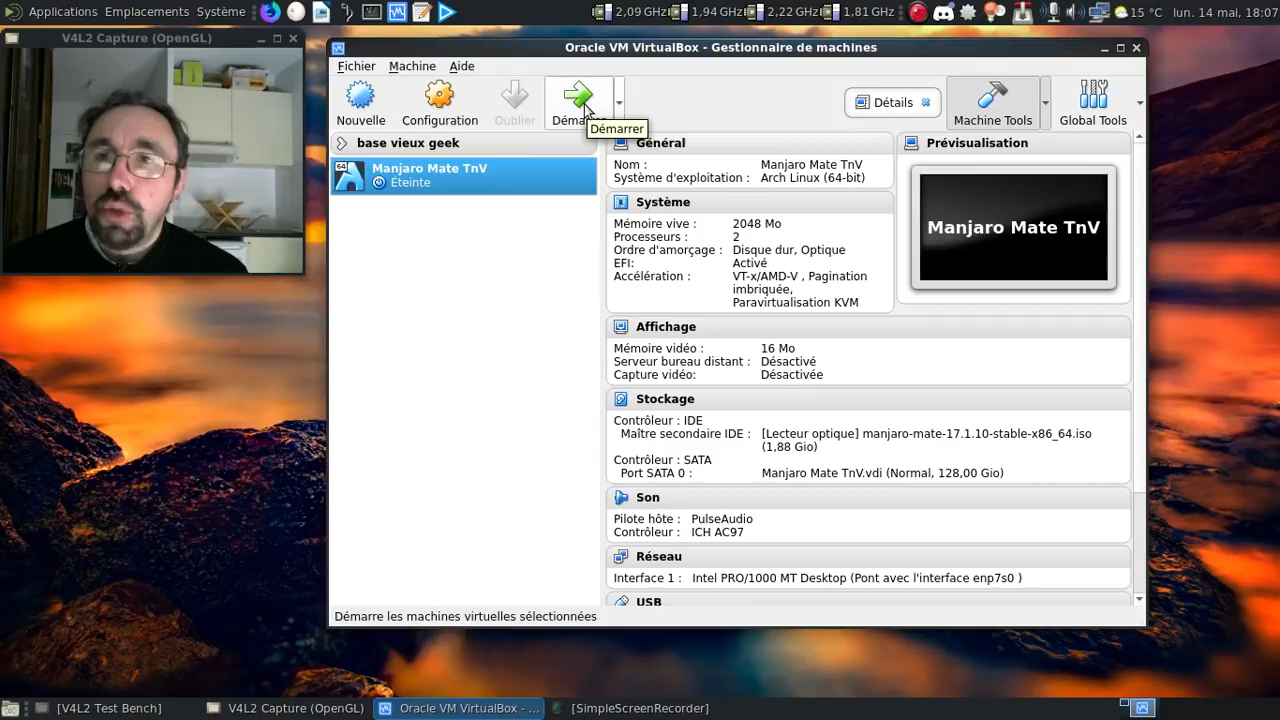 Applications Emplacements Système
2,09 GHz 1,94 GHz 2,22 GHz 1,81 GHz
15 °C lun. 14 mai, 18:07
V4L2 Capture (OpenGL)
Oracle VM VirtualBox - Gestionnaire de machines
Fichier Machine Aide
Nouvelle Configuration Oublier
Démarrer
Détails
Machine Tools Global Tools
base vieux geek
64
Manjaro Mate TnV
Éteinte
Général
Nom : Manjaro Mate TnV
Système d'exploitation : Arch Linux (64-bit)
Système
Mémoire vive : 2048 Mo
Processeurs : 2
Ordre d'amorçage : Disque dur, Optique
EFI: Activé
Accélération : VT-x/AMD-V , Pagination
imbriquée,
Paravirtualisation KVM
Prévisualisation
Manjaro Mate TnV
Affichage
Mémoire vidéo : 16 Mo
Serveur bureau distant : Désactivé
Capture vidéo: Désactivée
Stockage
Contrôleur : IDE
Maître secondaire IDE : [Lecteur optique] manjaro-mate-17.1.10-stable-x86_64.iso
(1,88 Gio)
Contrôleur : SATA
Port SATA 0 : Manjaro Mate TnV.vdi (Normal, 128,00 Gio)
Son
Pilote hôte : PulseAudio
Contrôleur : ICH AC97
Réseau
Interface 1 : Intel PRO/1000 MT Desktop (Pont avec l'interface enp7s0 )
USB
Démarre les machines virtuelles sélectionnées
[V4L2 Test Bench] V4L2 Capture (OpenGL) Oracle VM VirtualBox - ... [SimpleScreenRecorder]